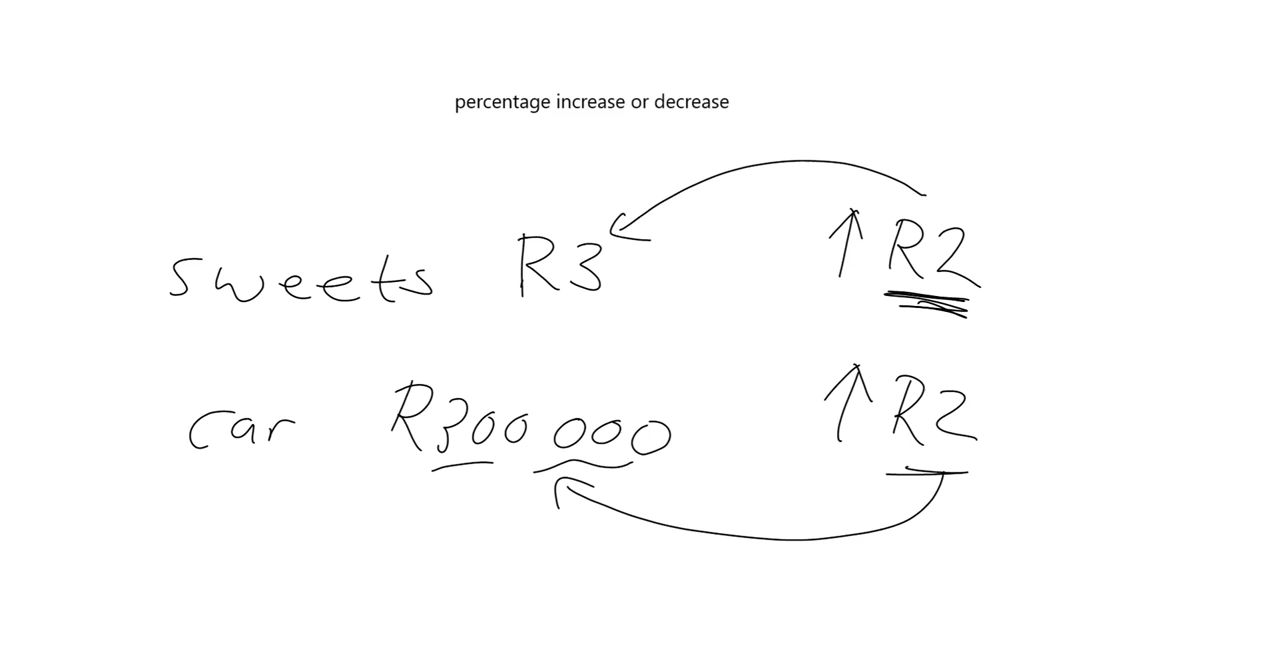 percentage increase or decrease
sweets R3 ↑ R2
car R300 000 ↑ R2